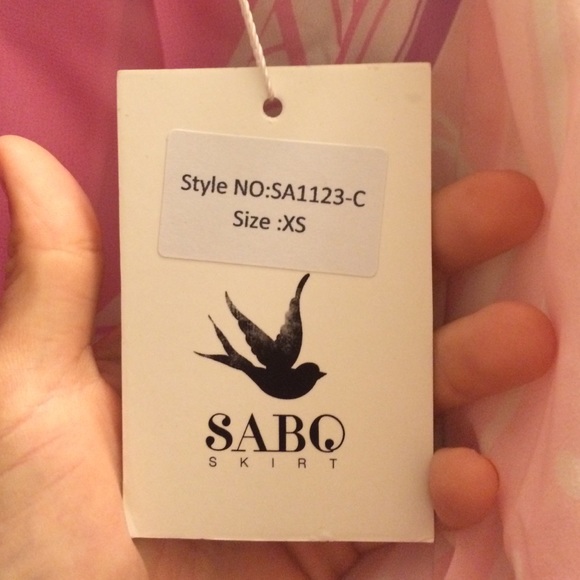 Style NO:SA1123-C
Size :XS
SABO
SKIRT